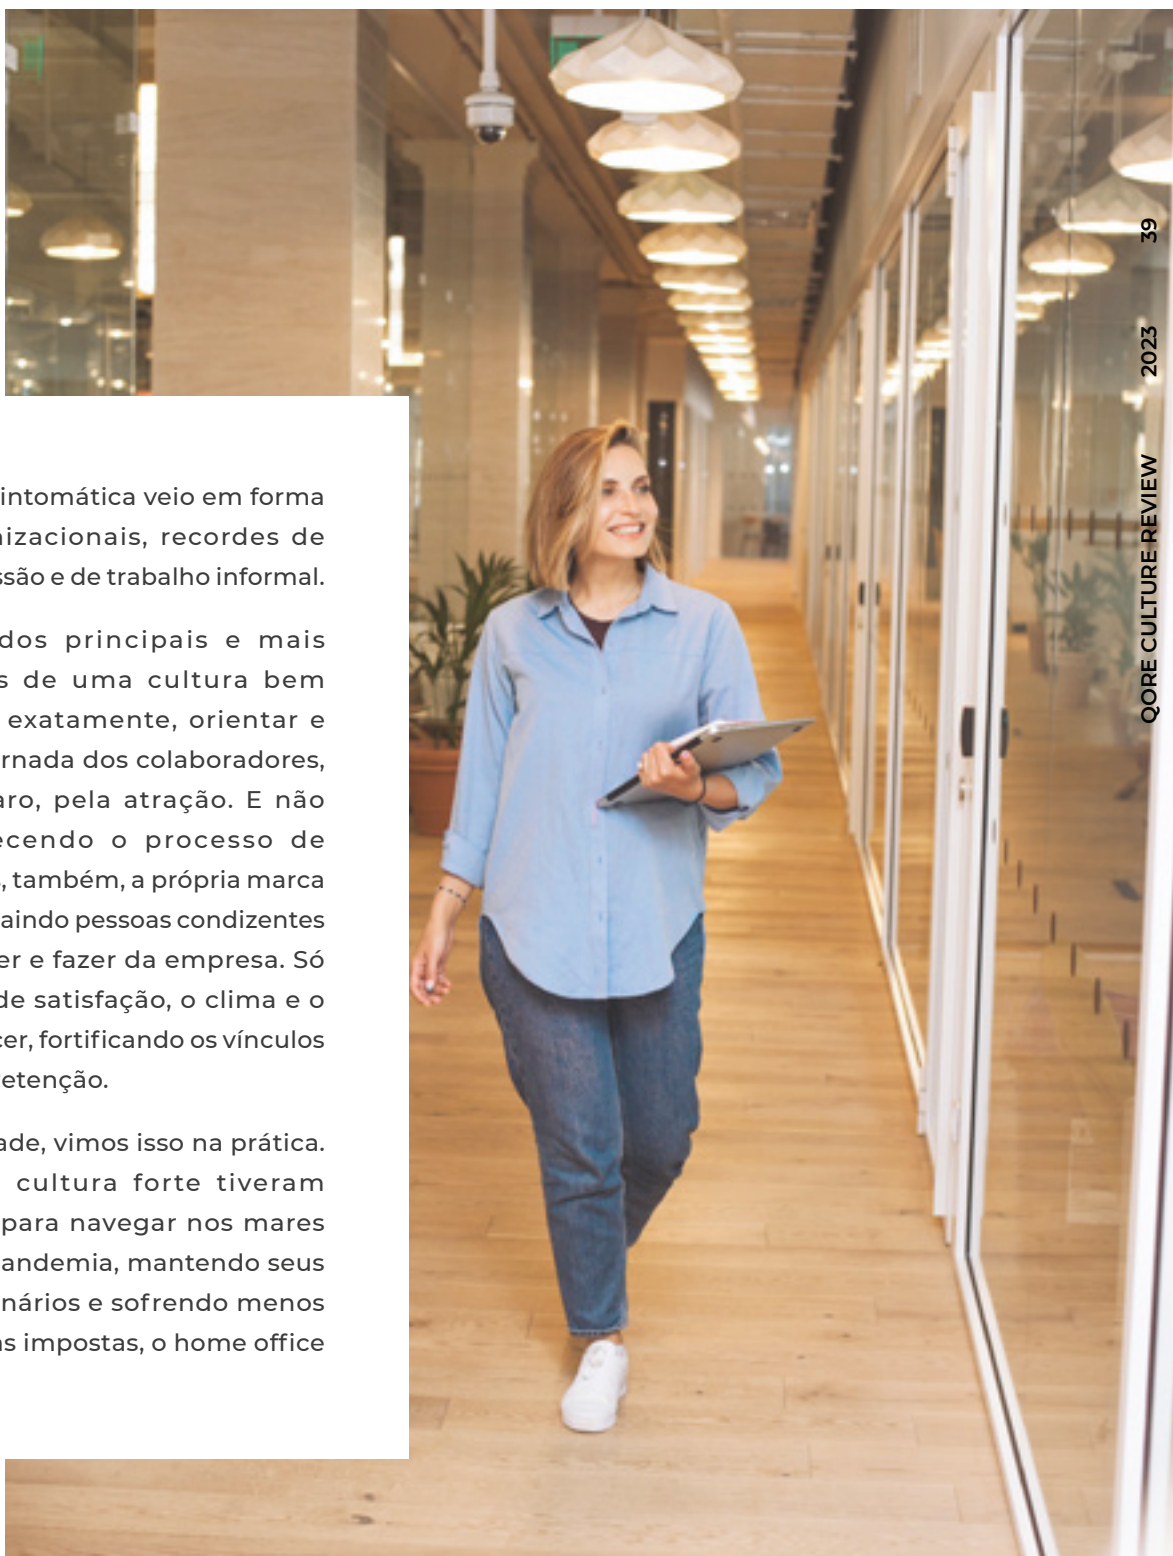 intomática veio em forma
nizacionais, recordes de
ssão e de trabalho informal.
dos principais e mais
s de uma cultura bem
exatamente, orientar e
rnada dos colaboradores,
aro, pela atração. E não
ecendo o processo de
, também, a própria marca
aindo pessoas condizentes
er e fazer da empresa. Só
de satisfação, o clima e o
cer, fortificando os vínculos
retenção.
ade, vimos isso na prática.
cultura forte tiveram
para navegar nos mares
andemia, mantendo seus
nários e sofrendo menos
as impostas, o home office
QORE CULTURE REVIEW 2023 39